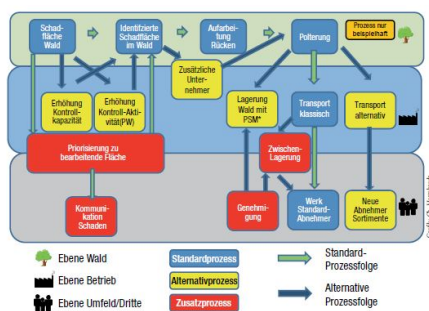 Schad-
fläche
Wald
Identifizierte
Schadfläche
im Wald
Aufarbei-
tung
Rücken
Polterung
Prozess nur
beispielhaft
Zusätzliche
Unter-
nehmer
Erhöhung
Kontroll-
kapazität
Erhöhung
Kontroll-Akti-
vität(PW)
Lagerung
Wald mit
PSM*
Transport
klassisch
Transport
alternativ
Priorisierung zu
bearbeitende Fläche
Zwischen-
Lagerung
Kommuni-
kation
Schaden
Genehmi-
gung
Werk
Standard-
Abnehmer
Neue
Abnehmer
Sortimente
Ebene Wald
Ebene Betrieb
Ebene Umfeld/Dritte
Standardprozess
Alternativprozess
Zusatzprozess
Standard-
Prozessfolge
Alternative
Prozessfolge